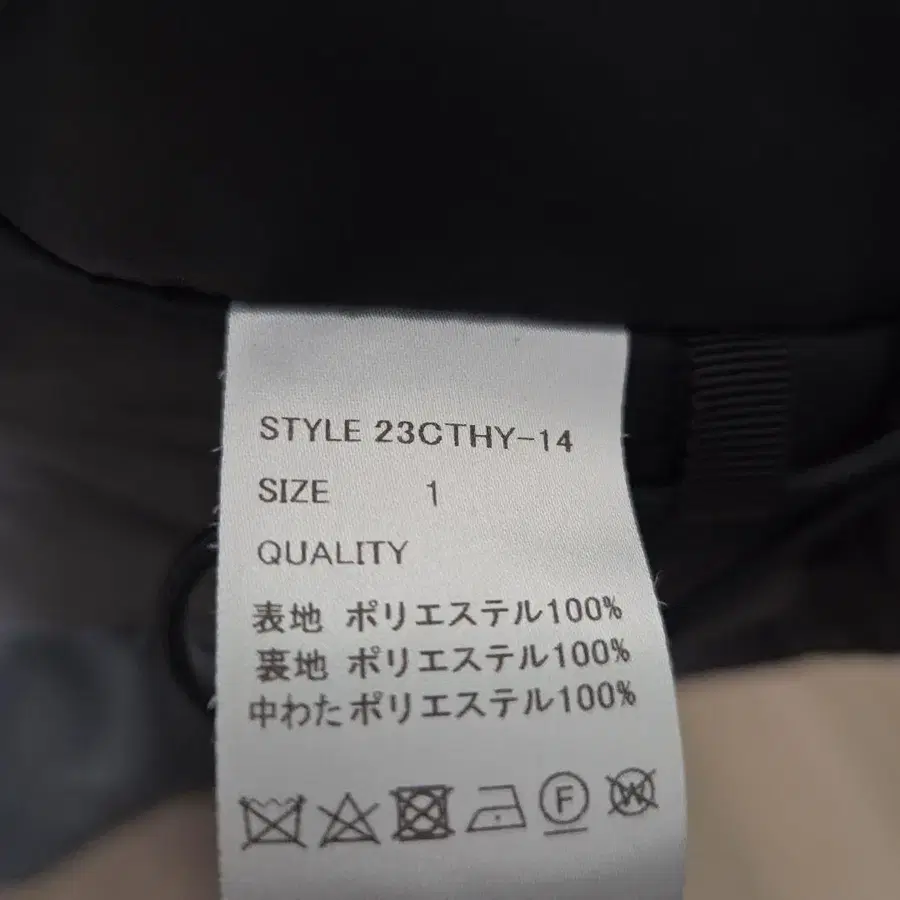 STYLE 23CTHY-14
SIZE 1
QUALITY
表地 ポリエステル100%
裏地 ポリエステル100%
中わたポリエステル100%
F W